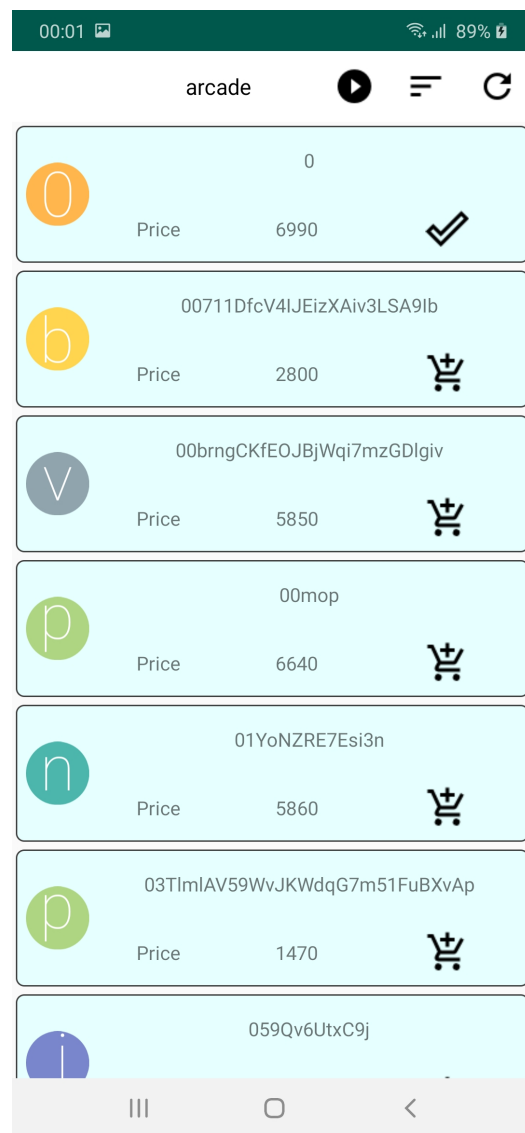 00:01 89%
arcade
0
0
Price 6990
b
00711DfcV4IJEizXAiv3LSA9Ib
Price 2800
v
00brngCKfEOJBjWqi7mzGDlgiv
Price 5850
p
00mop
Price 6640
n
01YoNZRE7Esi3n
Price 5860
p
03TlmlAV59WvJKWdqG7m51FuBXvAp
Price 1470
j
059Qv6UtxC9j